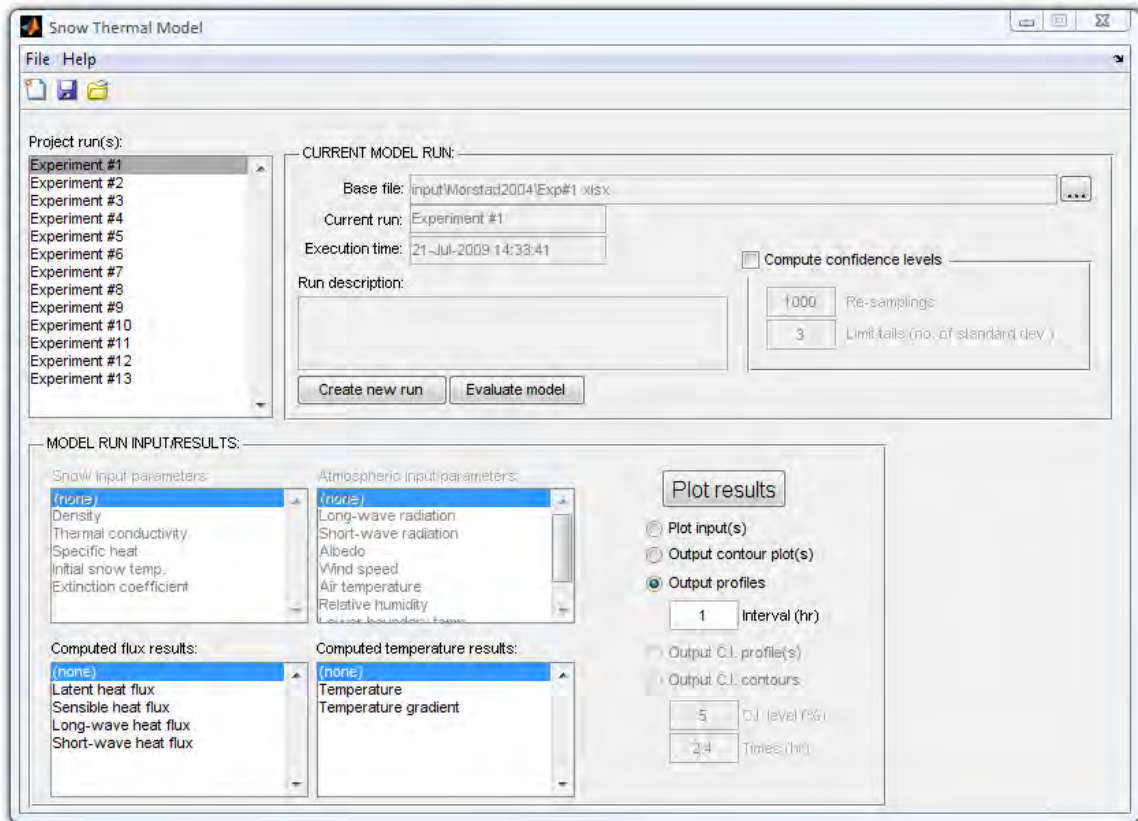 Snow Thermal Model
File Help
Project run(s):
Experiment #1
Experiment #2
Experiment #3
Experiment #4
Experiment #5
Experiment #6
Experiment #7
Experiment #8
Experiment #9
Experiment #10
Experiment #11
Experiment #12
Experiment #13
CURRENT MODEL RUN:
Base file: input\Morstad2004\Exp#1.xlsx ...
Current run: Experiment #1
Execution time: 21-Jul-2009 14:33:41
Run description:
Create new run Evaluate model
Compute confidence levels
1000 Re-samplings
3 Limit tails (no. of standard dev.)
MODEL RUN INPUT/RESULTS:
Snow input parameters:
(none)
Density
Thermal conductivity
Specific heat
Initial snow temp.
Extinction coefficient
Atmospheric input parameters:
(none)
Long-wave radiation
Short-wave radiation
Albedo
Wind speed
Air temperature
Relative humidity
Lower boundary temp.
Computed flux results:
(none)
Latent heat flux
Sensible heat flux
Long-wave heat flux
Short-wave heat flux
Computed temperature results:
(none)
Temperature
Temperature gradient
Plot results
Plot input(s)
Output contour plot(s)
Output profiles
1 Interval (hr)
Output C.I. profile(s)
Output C.I. contours
5 C.I. level (%)
24 Times (hr)